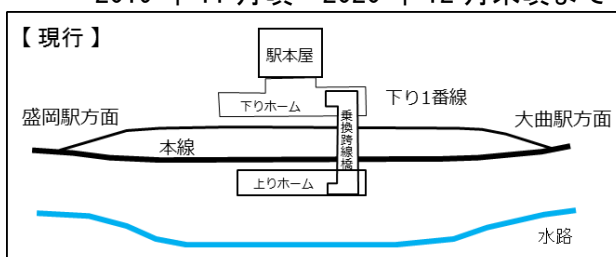 【現行】
駅本屋
下りホーム
下り1番線
盛岡駅方面
大曲駅方面
乗換跨線橋
本線
上りホーム
水路